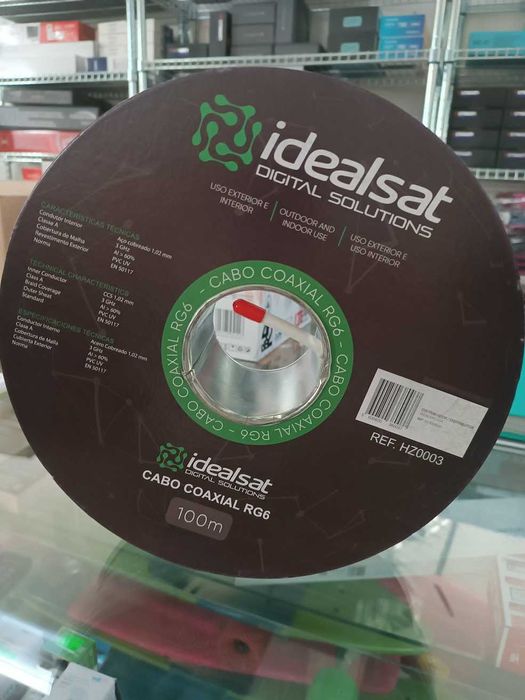 idealsat
DIGITAL SOLUTIONS
USO EXTERIOR E
INTERIOR
OUTDOOR AND
INDOOR USE
USO EXTERIOR E
USO INTERIOR
CARACTERÍSTICAS TÉCNICAS
Condutor Interior Aço cobreado 1,02 mm
Classe A 3 GHz
Cobertura de Malha Al > 60%
Revestimento Exterior PVC UV
Norma EN 50117
TECHNICAL CHARACTERISTICS
Inner Conductor CCS 1,02 mm
Class A 3 GHz
Braid Coverage Al > 60%
Outer Sheat PVC UV
Standard EN 50117
ESPECIFICACIONES TÉCNICAS
Conductor Interno Acero Cobreado 1,02 mm
Clase A 3 GHz
Cobertura de Malla Al > 60%
Cubierta Exterior PVC UV
Norma EN 50117
CABO COAXIAL RG6 - CABO COAXIAL RG6 - CABO COAXIAL RG6 - CABO COAXIAL RG6 -
REF. HZ0003
idealsat
DIGITAL SOLUTIONS
CABO COAXIAL RG6
100m